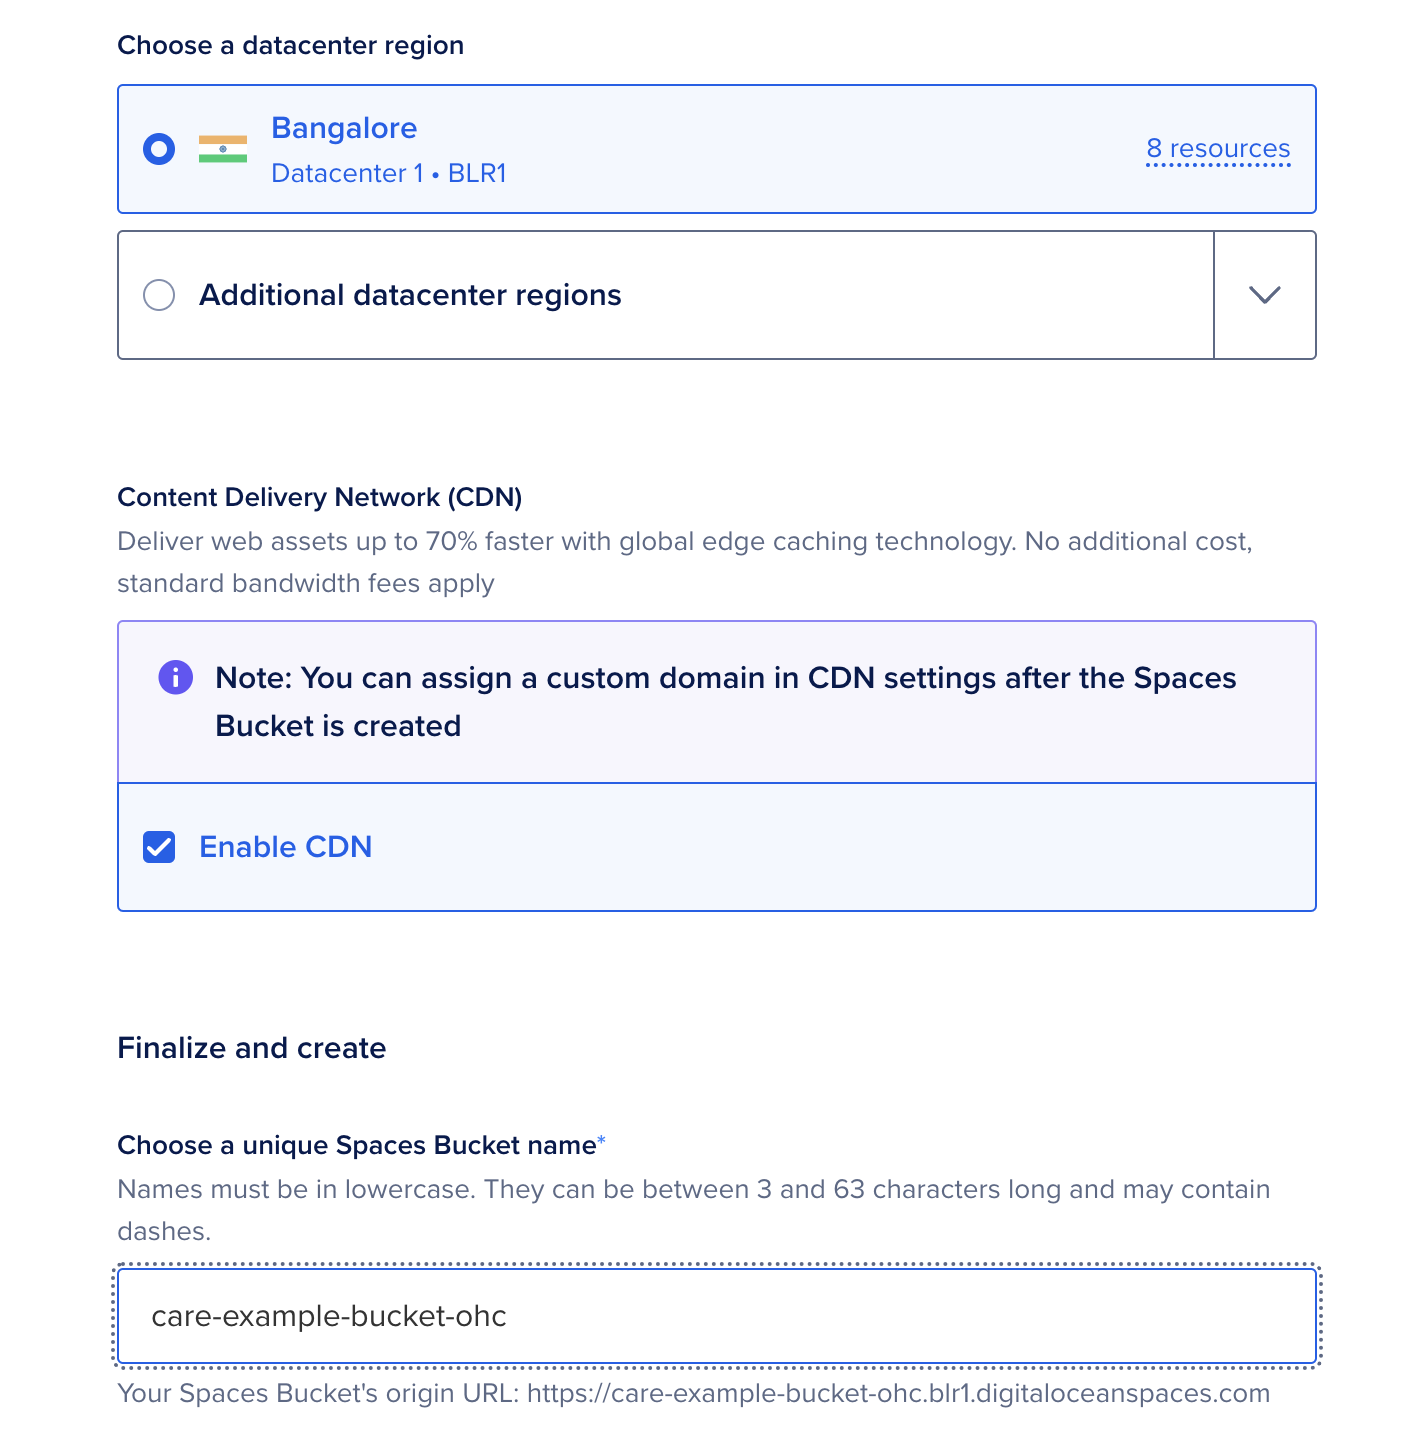 Choose a datacenter region
Bangalore
Datacenter 1 • BLR1
8 resources
Additional datacenter regions
Content Delivery Network (CDN)
Deliver web assets up to 70% faster with global edge caching technology. No additional cost,
standard bandwidth fees apply
Note: You can assign a custom domain in CDN settings after the Spaces
Bucket is created
Enable CDN
Finalize and create
Choose a unique Spaces Bucket name*
Names must be in lowercase. They can be between 3 and 63 characters long and may contain
dashes.
care-example-bucket-ohc
Your Spaces Bucket's origin URL: https://care-example-bucket-ohc.blr1.digitaloceanspaces.com